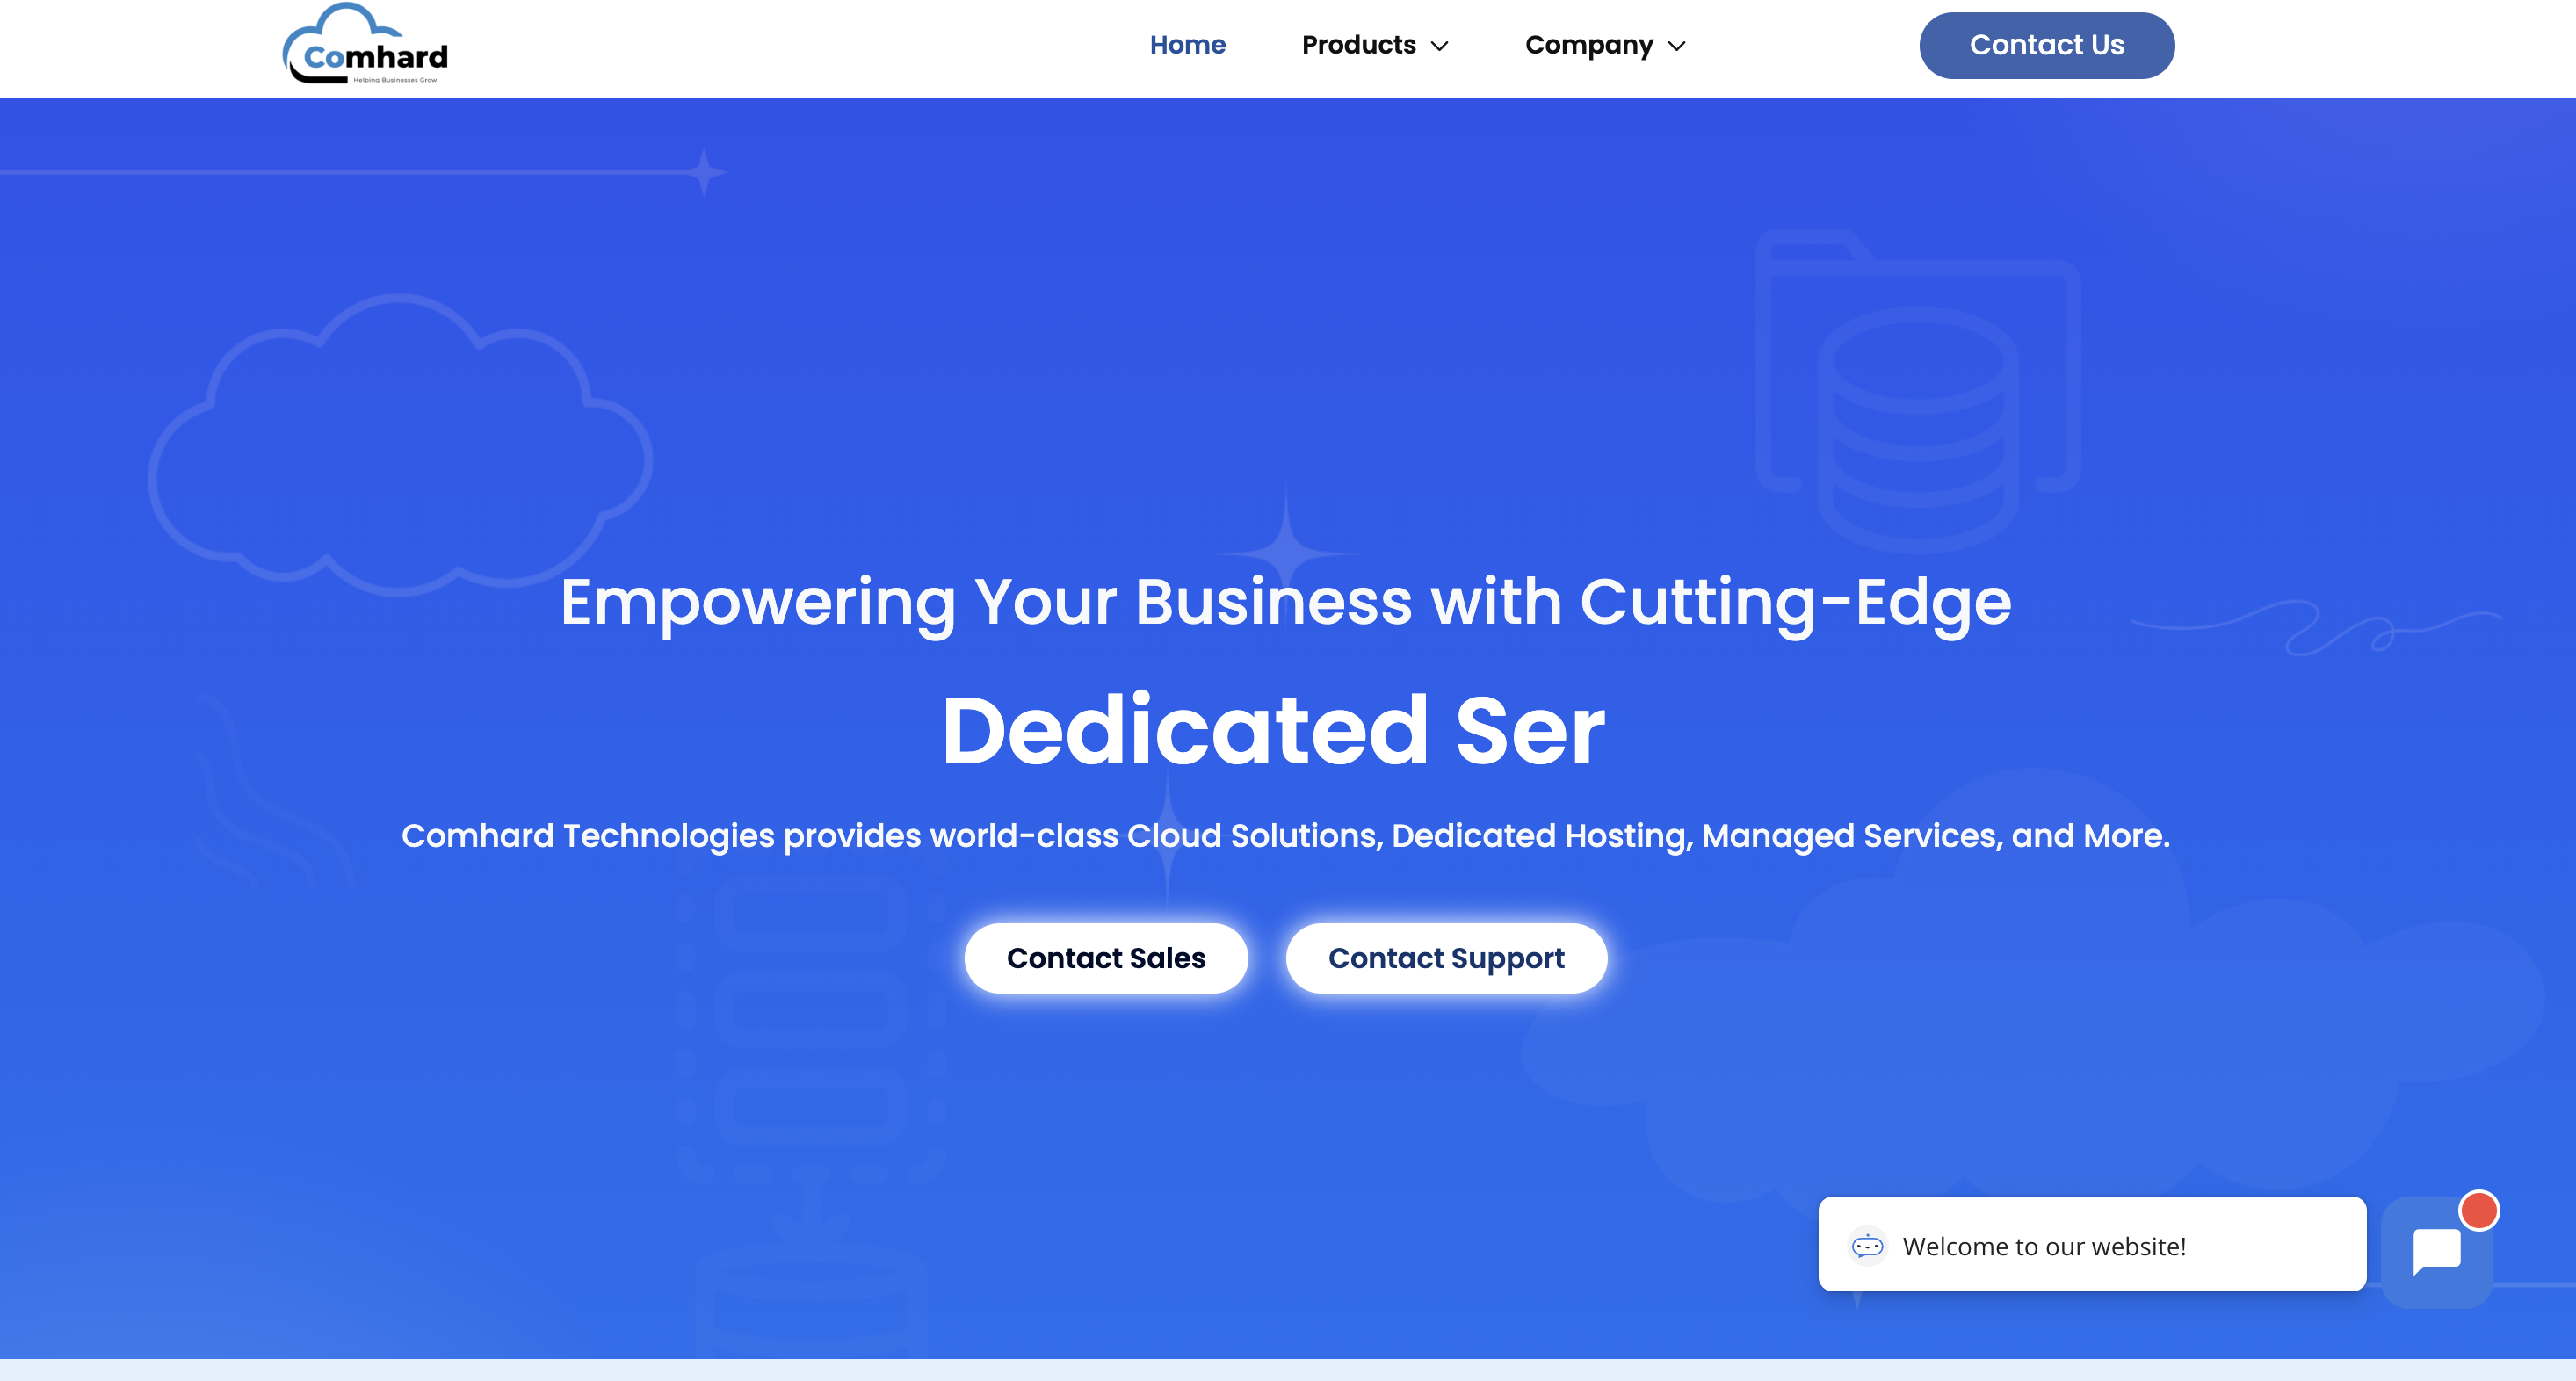 Comhard
Helping Businesses Grow
Home
Products
Company
Contact Us
Empowering Your Business with Cutting-Edge
Dedicated Ser
Comhard Technologies provides world-class Cloud Solutions, Dedicated Hosting, Managed Services, and More.
Contact Sales
Contact Support
Welcome to our website!